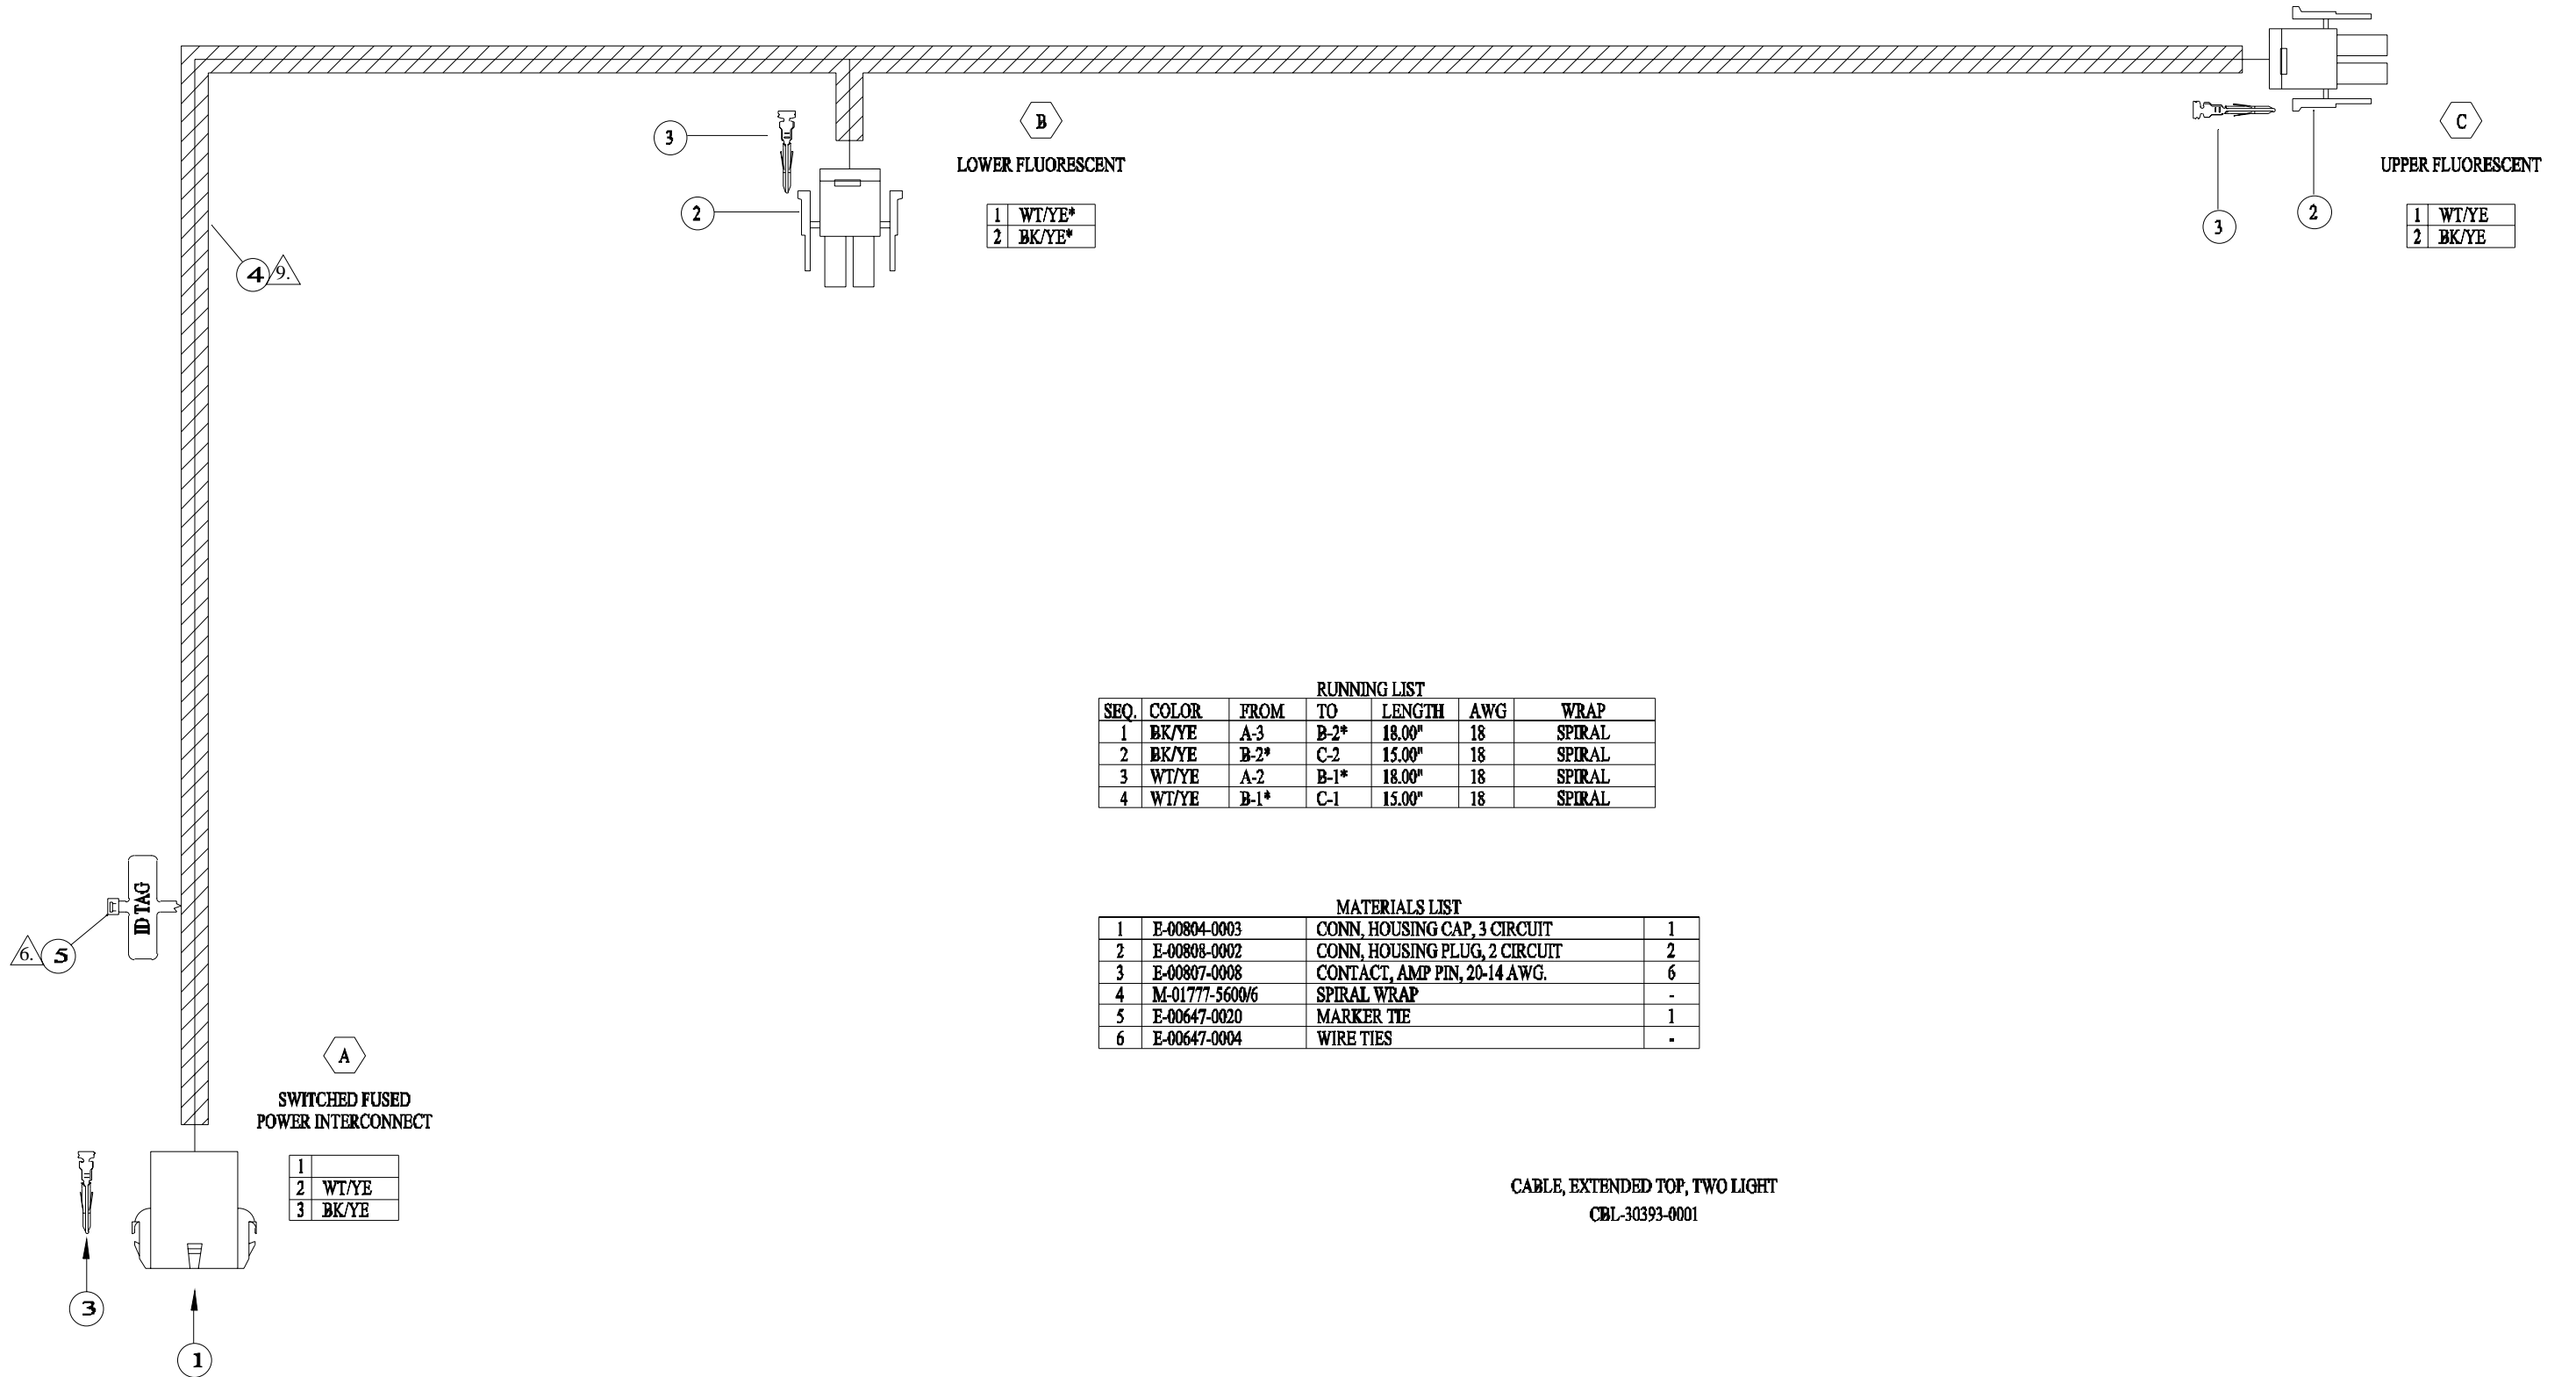 B
3
C
LOWER FLUORESCENT
UPPER FLUORESCENT
2
1 WT/YE*
2 BK/YE*
3
2
1 WT/YE
2 BK/YE
4 9.
RUNNING LIST
SEQ. COLOR FROM TO LENGTH AWG WRAP
1 BK/YE A-3 B-2* 18.00" 18 SPIRAL
2 BK/YE B-2* C-2 15.00" 18 SPIRAL
3 WT/YE A-2 B-1* 18.00" 18 SPIRAL
4 WT/YE B-1* C-1 15.00" 18 SPIRAL
ID TAG
6. 5
MATERIALS LIST
1 E-00804-0003 CONN, HOUSING CAP, 3 CIRCUIT 1
2 E-00808-0002 CONN, HOUSING PLUG, 2 CIRCUIT 2
3 E-00807-0008 CONTACT, AMP PIN, 20-14 AWG. 6
4 M-01777-5600/6 SPIRAL WRAP -
5 E-00647-0020 MARKER TIE 1
6 E-00647-0004 WIRE TIES -
A
SWITCHED FUSED
POWER INTERCONNECT
1
2 WT/YE
3 BK/YE
CABLE, EXTENDED TOP, TWO LIGHT
CBL-30393-0001
3
1